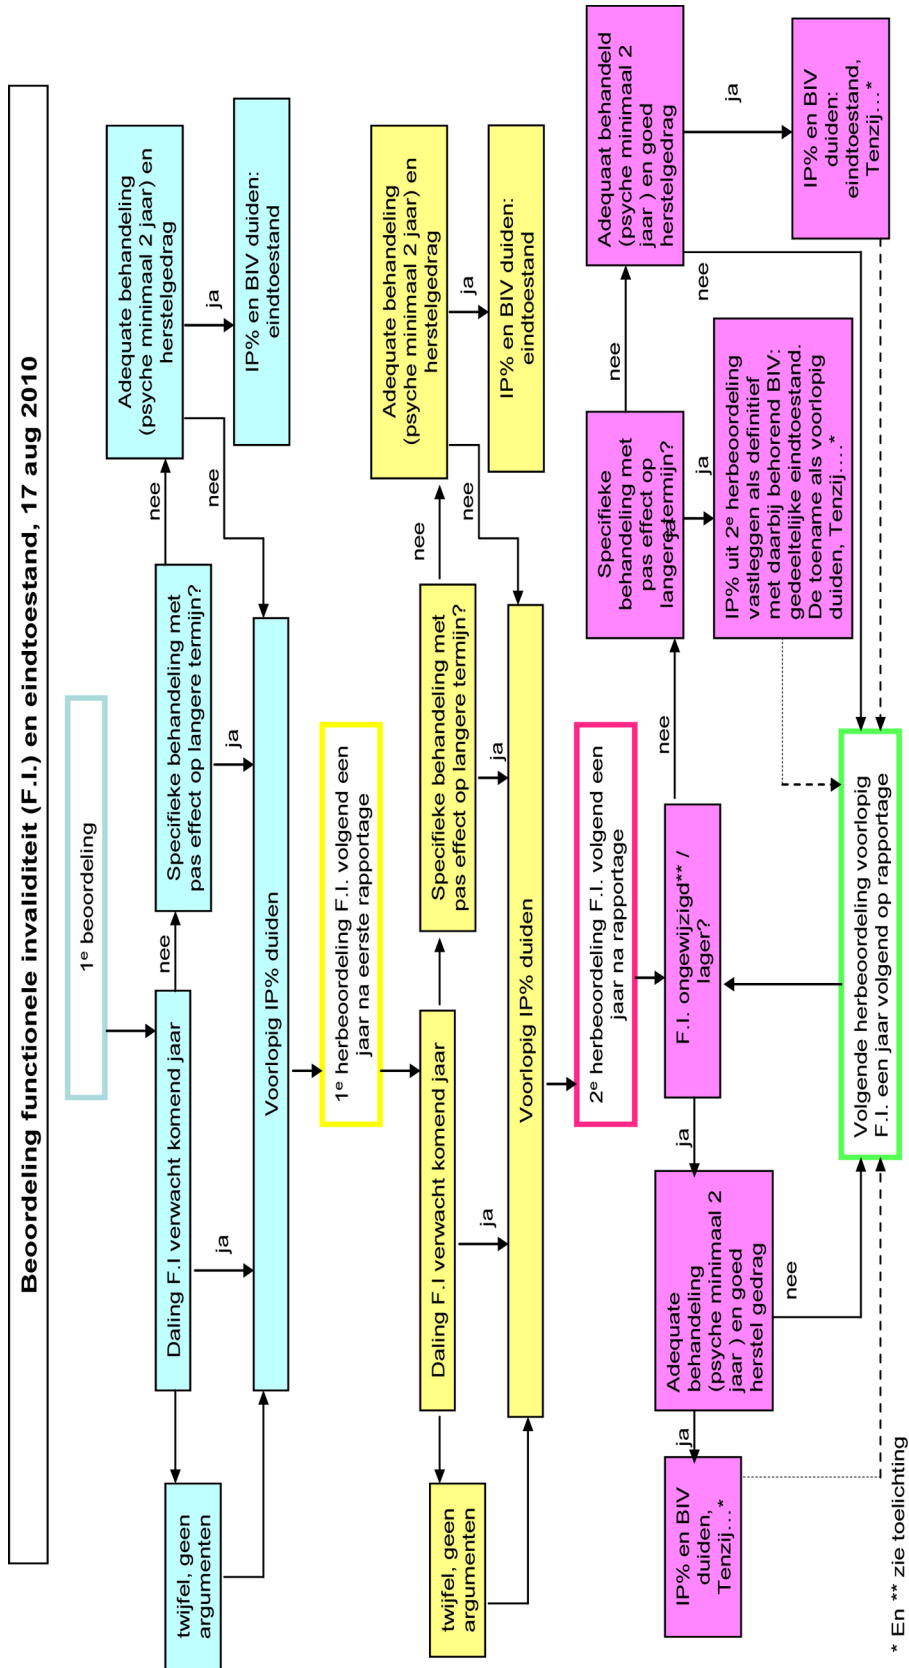 Beoordeling functionele invaliditeit (F.I.) en eindtoestand, 17 aug 2010
1e beoordeling
twijfel, geen
argumenten
Daling F.I verwacht komend jaar
nee
Specifieke behandeling met
pas effect op langere termijn?
nee
Adequate behandeling
(psyche minimaal 2 jaar) en
herstelgedrag
ja
ja
nee
ja
Voorlopig IP% duiden
IP% en BIV duiden:
eindtoestand
1e herbeordeling F.I. volgend een
jaar na eerste rapportage
twijfel, geen
argumenten
Daling F.I verwacht komend jaar
Specifieke behandeling met
pas effect op langere termijn?
nee
Adequate behandeling
(psyche minimaal 2 jaar) en
herstelgedrag
ja
ja
nee
ja
Voorlopig IP% duiden
IP% en BIV duiden:
eindtoestand
2e herbeordeling F.I. volgend een
jaar na rapportage
Adequaat behandeld
(psyche minimaal 2
jaar ) en goed
herstelgedrag
Specifieke
behandeling met
pas effect op
langere termijn?
nee
F.I. ongewijzigd** /
lager?
nee
ja
Adequate
behandeling
(psyche minimaal 2
jaar ) en goed
herstel gedrag
ja
IP% en BIV
duiden,
Tenzij...*
ja
ja
nee
ja
IP% uit 2e herbeordeling
vastleggen als definitief
met daarbij behorend BIV:
gedeeltelijke eindtoestand.
De toename als voorlopig
duiden, Tenzij....*
IP% en BIV
duiden:
eindtoestand,
Tenzij...*
nee
Volgende herbeordeling voorlopig
F.I. een jaar volgend op rapportage
* En ** zie toelichting